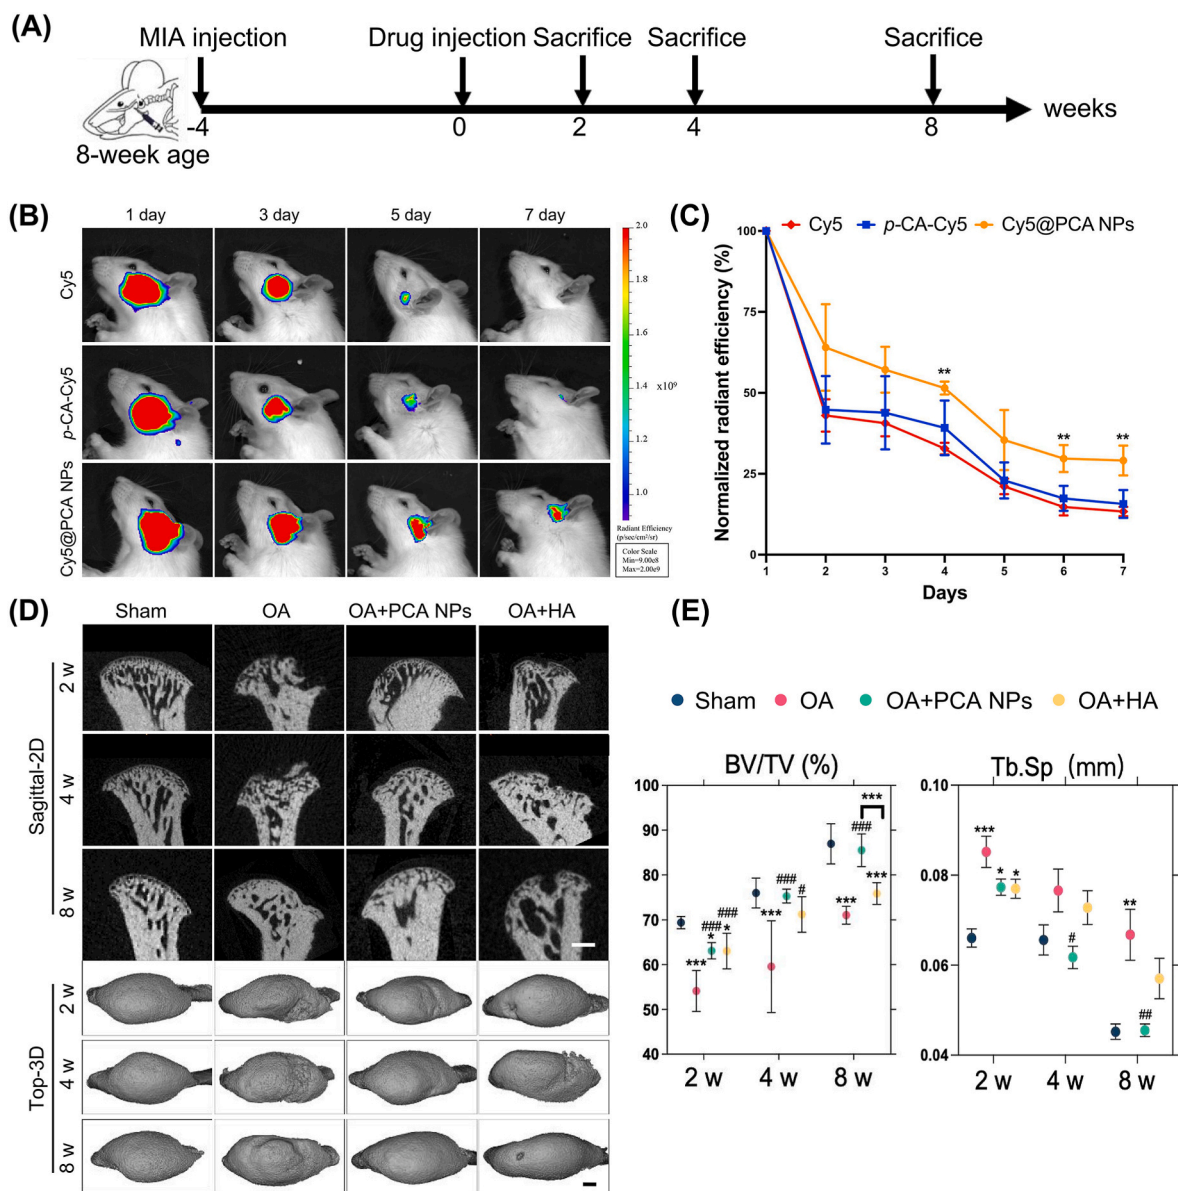 (A)
MIA injection
Drug injection
Sacrifice
Sacrifice
Sacrifice
-4
0
2
4
8
weeks
8-week age
(B)
1 day
3 day
5 day
7 day
Cy5
p-CA-Cy5
Cy5@PCA NPs
2.0
1.8
1.6
1.4
x10⁹
1.2
1.0
Radiant Efficiency
(p/sec/cm²/sr)
Color Scale
Min=9.00e8
Max=2.00e9
(C)
Cy5
p-CA-Cy5
Cy5@PCA NPs
Normalized radiant efficiency (%)
100
75
50
25
0
**
**
**
1 2 3 4 5 6 7
Days
(D)
Sham
OA
OA+PCA NPs
OA+HA
Sagittal-2D
2 w
4 w
8 w
Top-3D
2 w
4 w
8 w
(E)
Sham
OA
OA+PCA NPs
OA+HA
BV/TV (%)
100
90
80
70
60
50
40
***
###
*
###
*
***
###
#
***
###
***
***
2 w
4 w
8 w
Tb.Sp (mm)
0.10
0.08
0.06
0.04
***
*
*
#
**
##
2 w
4 w
8 w